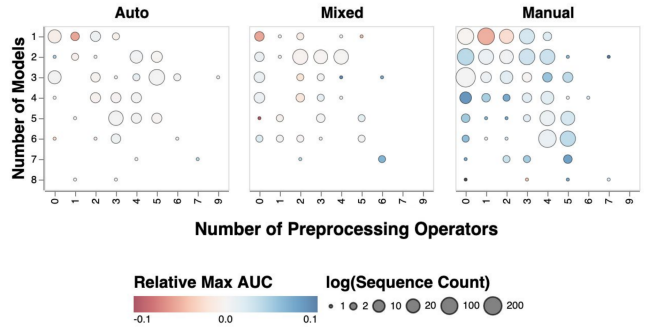 Auto Mixed Manual
Number of Models
1
2
3
4
5
6
7
8
0 1 2 3 4 5 6 7 9 0 1 2 3 4 5 6 7 9 0 1 2 3 4 5 6 7 9
Number of Preprocessing Operators
Relative Max AUC log(Sequence Count)
1 2 10 20 100 200
-0.1 0.0 0.1